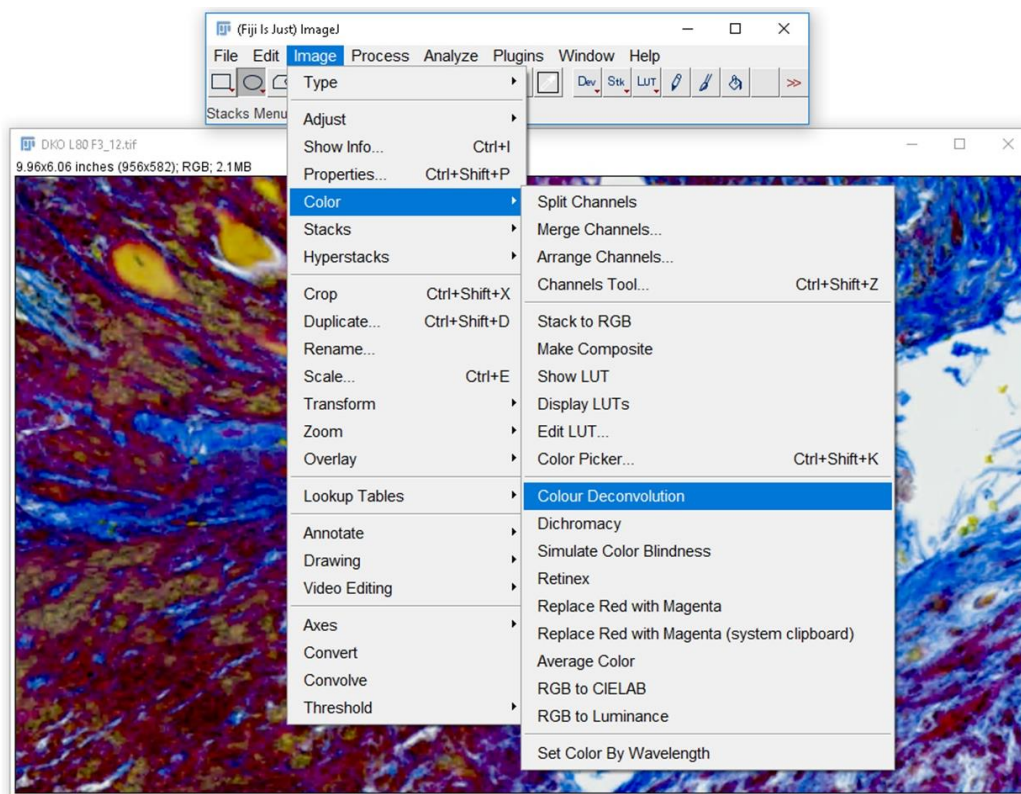 (Fiji Is Just) ImageJ
File Edit Image Process Analyze Plugins Window Help
Dev Stk LUT >>
Stacks Menu
DKO L80 F3_12.tif
9.96x6.06 inches (956x582); RGB; 2.1MB
Type
Adjust
Show Info... Ctrl+I
Properties... Ctrl+Shift+P
Color
Stacks
Hyperstacks
Crop Ctrl+Shift+X
Duplicate... Ctrl+Shift+D
Rename...
Scale... Ctrl+E
Transform
Zoom
Overlay
Lookup Tables
Annotate
Drawing
Video Editing
Axes
Convert
Convolve
Threshold
Split Channels
Merge Channels...
Arrange Channels...
Channels Tool... Ctrl+Shift+Z
Stack to RGB
Make Composite
Show LUT
Display LUTs
Edit LUT...
Color Picker... Ctrl+Shift+K
Colour Deconvolution
Dichromacy
Simulate Color Blindness
Retinex
Replace Red with Magenta
Replace Red with Magenta (system clipboard)
Average Color
RGB to CIELAB
RGB to Luminance
Set Color By Wavelength